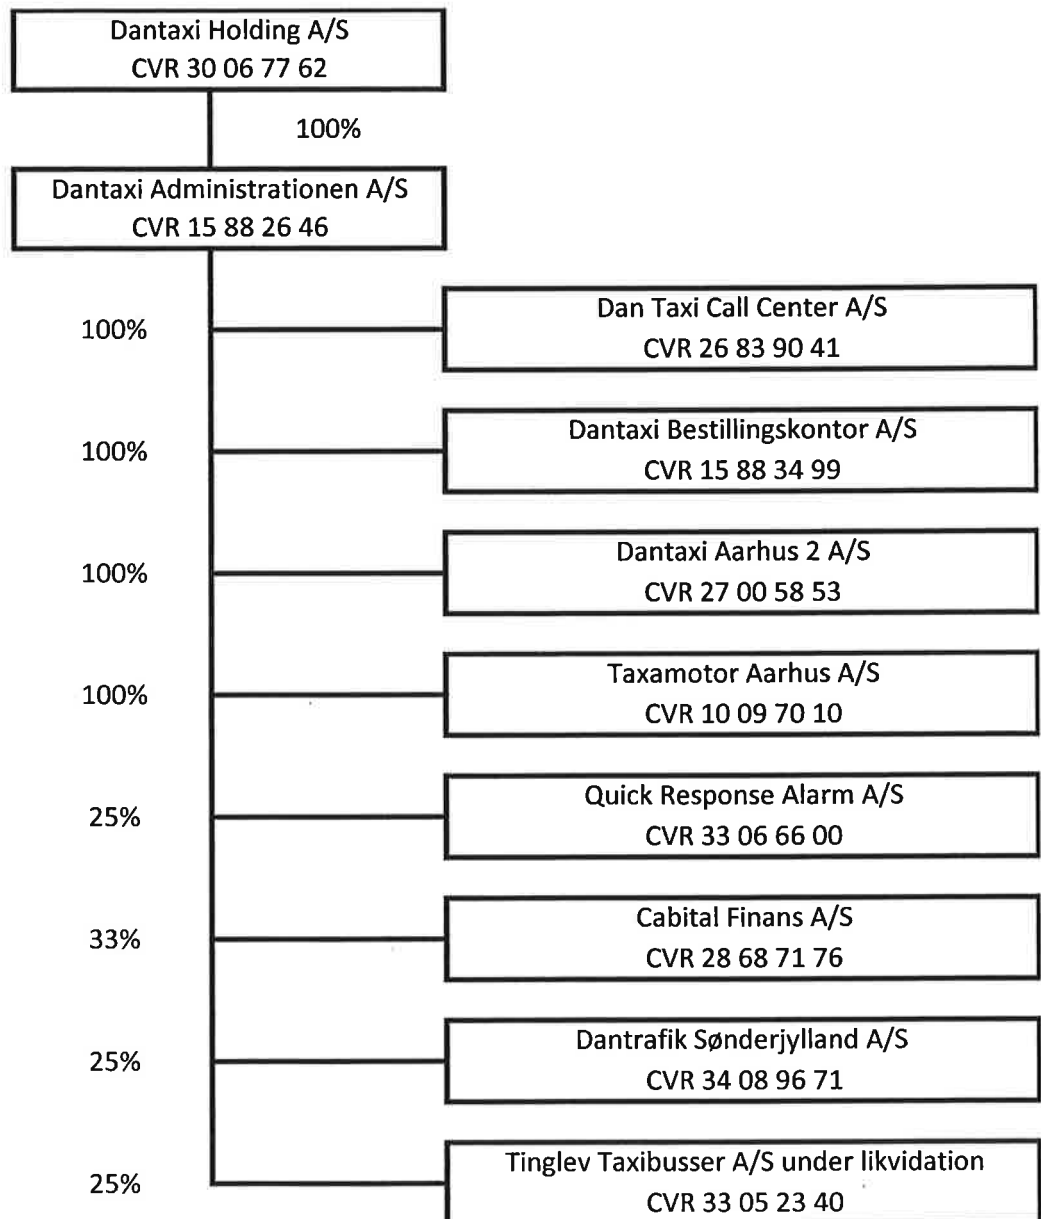 Dantaxi Holding A/S
CVR 30 06 77 62
100%
Dantaxi Administrationen A/S
CVR 15 88 26 46
100%
Dan Taxi Call Center A/S
CVR 26 83 90 41
100%
Dantaxi Bestillingskontor A/S
CVR 15 88 34 99
100%
Dantaxi Aarhus 2 A/S
CVR 27 00 58 53
100%
Taxamotor Aarhus A/S
CVR 10 09 70 10
25%
Quick Response Alarm A/S
CVR 33 06 66 00
33%
Cabital Finans A/S
CVR 28 68 71 76
25%
Dantrafik Sønderjylland A/S
CVR 34 08 96 71
25%
Tinglev Taxibusser A/S under likvidation
CVR 33 05 23 40